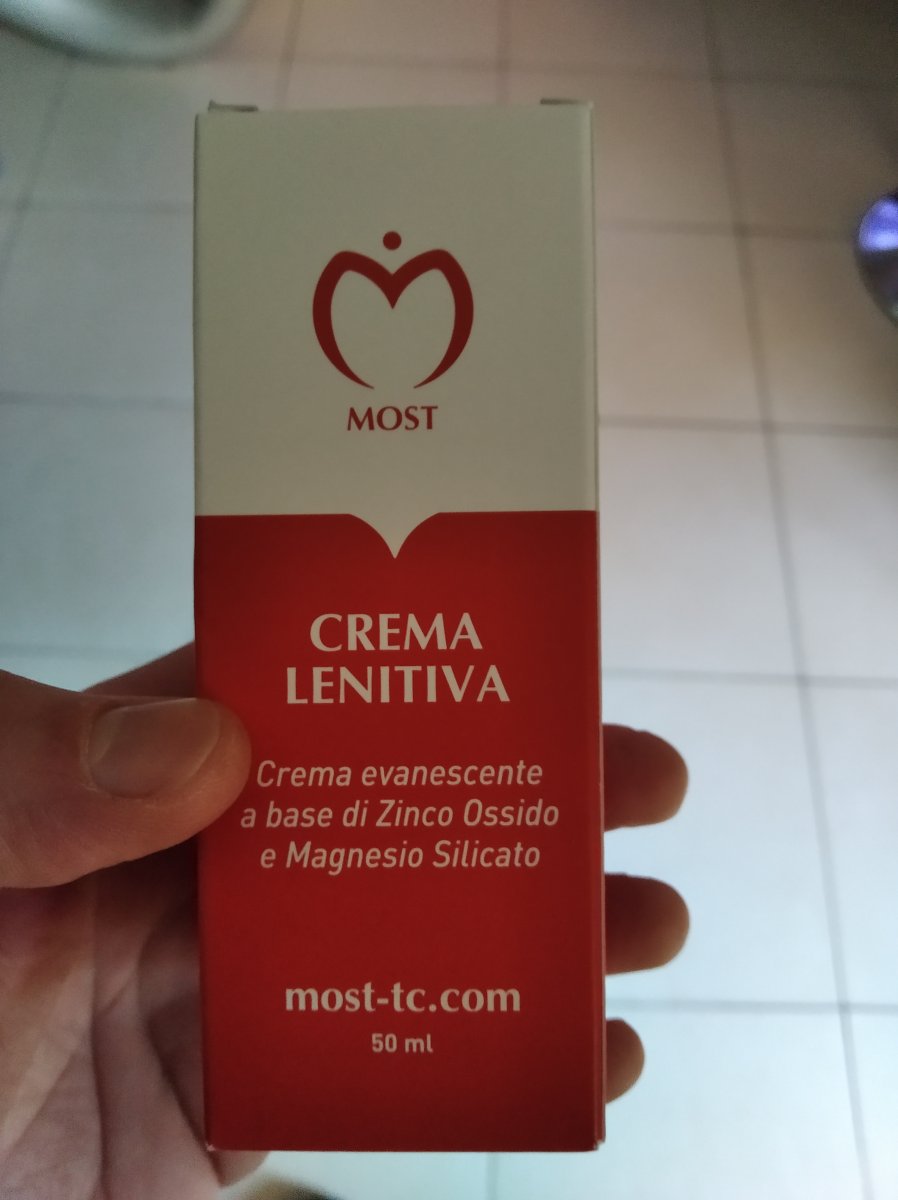 MOST
CREMA
LENITIVA
Crema evanescente
a base di Zinco Ossido
e Magnesio Silicato
most-tc.com
50 ml